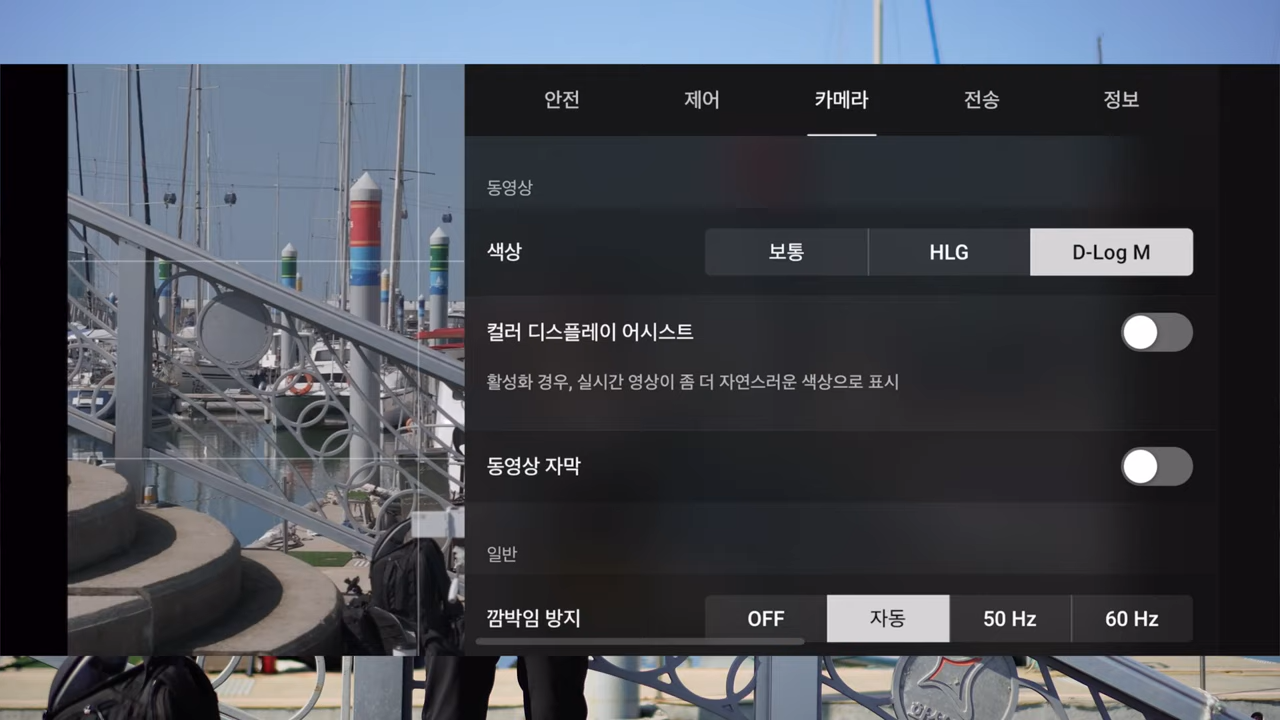 안전 제어 카메라 전송 정보
동영상
색상 보통 HLG D-Log M
컬러 디스플레이 어시스트
활성화 경우, 실시간 영상이 좀 더 자연스러운 색상으로 표시
동영상 자막
일반
깜박임 방지 OFF 자동 50 Hz 60 Hz